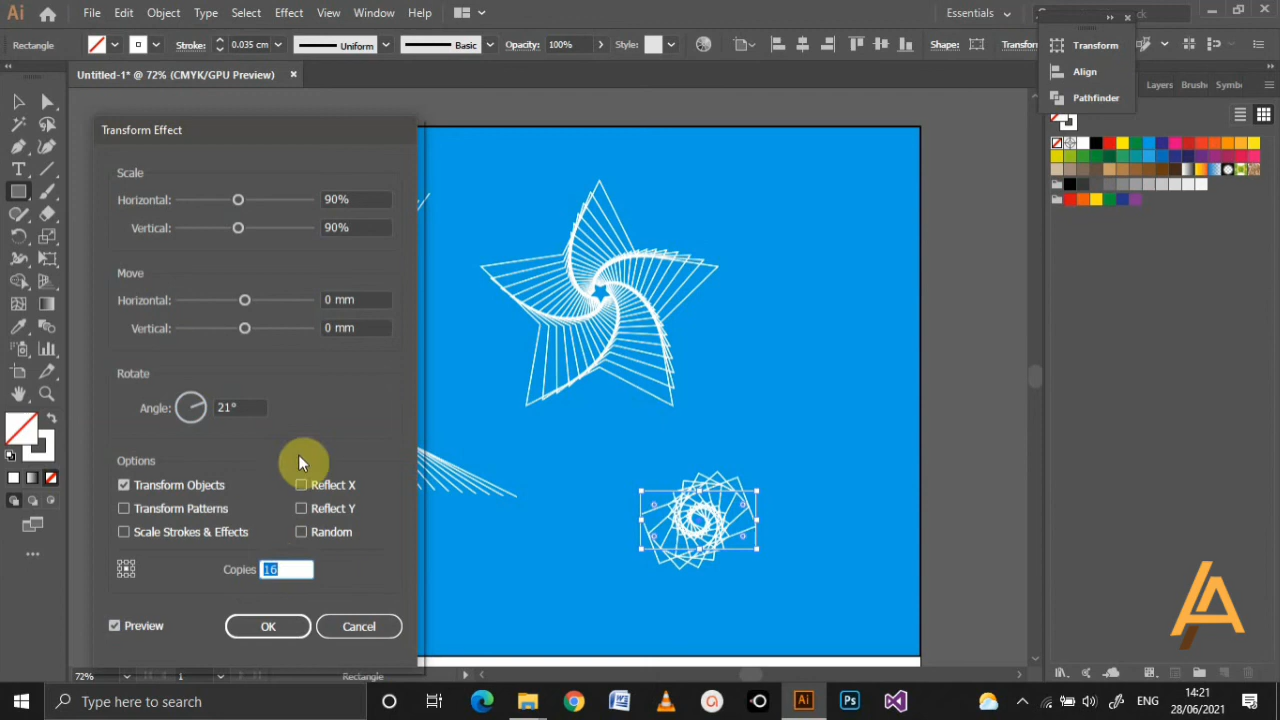 Ai File Edit Object Type Select Effect View Window Help Essentials
Rectangle Stroke: 0.035 cm Uniform Basic Opacity: 100% Style: Shape: Transform
Untitled-1* @ 72% (CMYK/GPU Preview)
Transform
Align
Pathfinder
Layers Brush Symb
Transform Effect
Scale
Horizontal: 90%
Vertical: 90%
Move
Horizontal: 0 mm
Vertical: 0 mm
Rotate
Angle: 21°
Options
Transform Objects Reflect X
Transform Patterns Reflect Y
Scale Strokes & Effects Random
Copies 16
Preview OK Cancel
72% 1 Rectangle
Type here to search
W Ai Ps ENG
14:21
28/06/2021